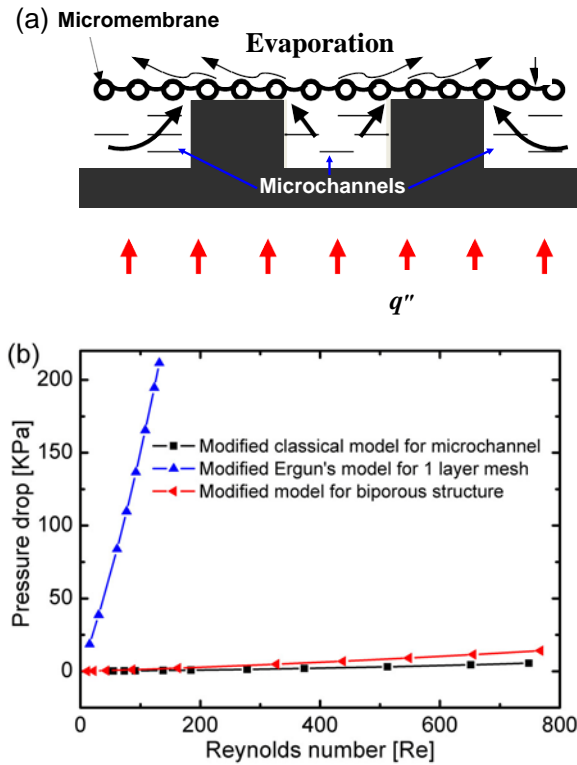 (a)
Micromembrane
Evaporation
Microchannels
q″
(b)
200
150
100
50
0
Pressure drop [KPa]
Modified classical model for microchannel
Modified Ergun's model for 1 layer mesh
Modified model for biporous structure
0 200 400 600 800
Reynolds number [Re]